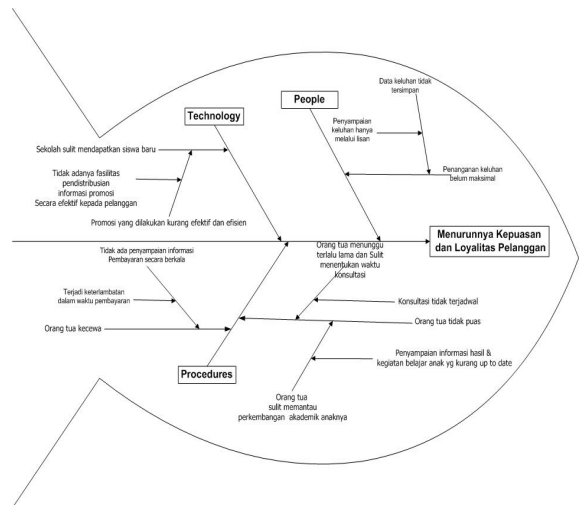 Data keluhan tidak
tersimpan
People
Technology
Penyampaian
keluhan hanya
melalui lisan
Sekolah sulit mendapatkan siswa baru
Tidak adanya fasilitas
pendistribusian
informasi promosi
Secara efektif kepada pelanggan
Penanganan keluhan
belum maksimal
Promosi yang dilakukan kurang efektif dan efisien
Menurunnya Kepuasan
dan Loyalitas Pelanggan
Tidak ada penyampaian informasi
Pembayaran secara berkala
Orang tua menunggu
terlalu lama dan Sulit
menentukan waktu
konsultasi
Terjadi keterlambatan
dalam waktu pembayaran
Konsultasi tidak terjadwal
Orang tua kecewa
Orang tua tidak puas
Penyampaian informasi hasil &
kegiatan belajar anak yg kurang up to date
Procedures
Orang tua
sulit memantau
perkembangan akademik anaknya